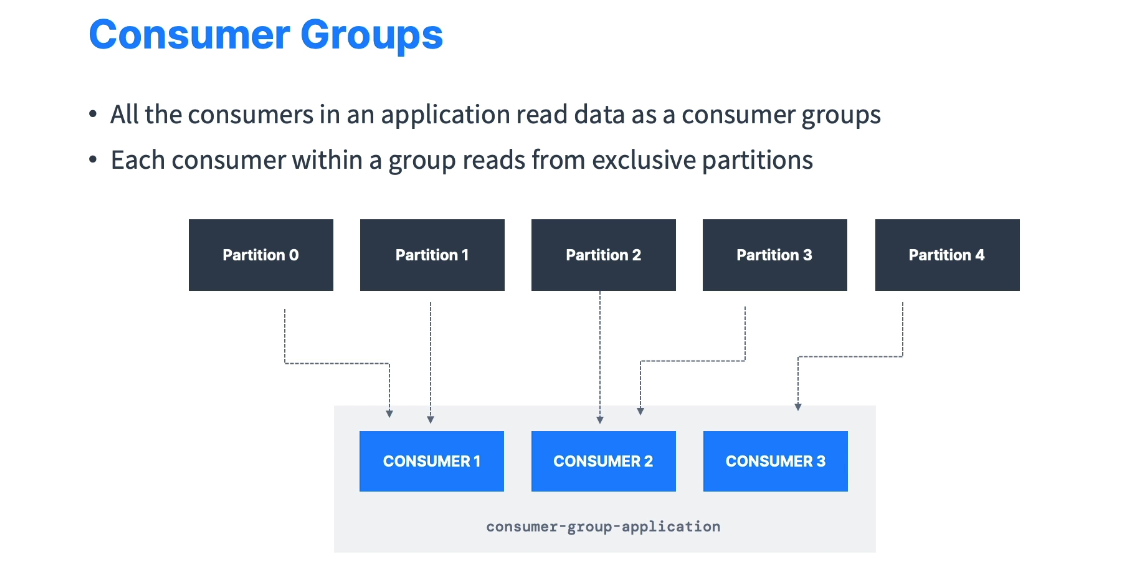 Consumer Groups
• All the consumers in an application read data as a consumer groups
• Each consumer within a group reads from exclusive partitions
Partition 0 Partition 1 Partition 2 Partition 3 Partition 4
CONSUMER 1 CONSUMER 2 CONSUMER 3
consumer-group-application